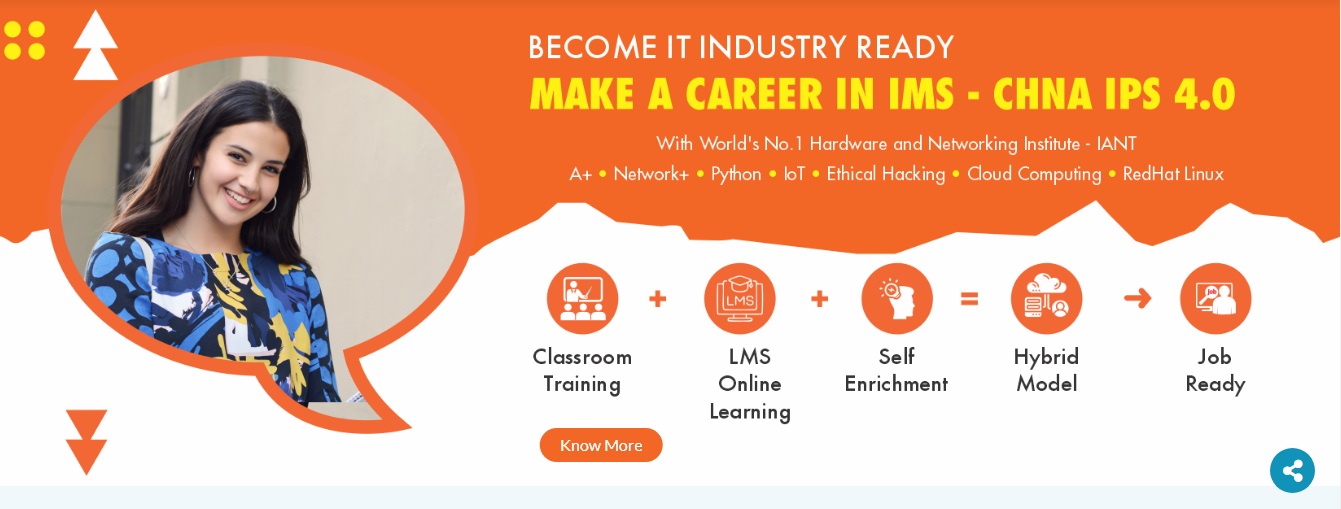 BECOME IT INDUSTRY READY
MAKE A CAREER IN IMS - CHNA IPS 4.0
With World's No.1 Hardware and Networking Institute - IANT
A+ • Network+ • Python • IoT • Ethical Hacking • Cloud Computing • RedHat Linux
LMS
Job
+ + = →
Classroom
Training
LMS
Online
Learning
Self
Enrichment
Hybrid
Model
Job
Ready
Know More